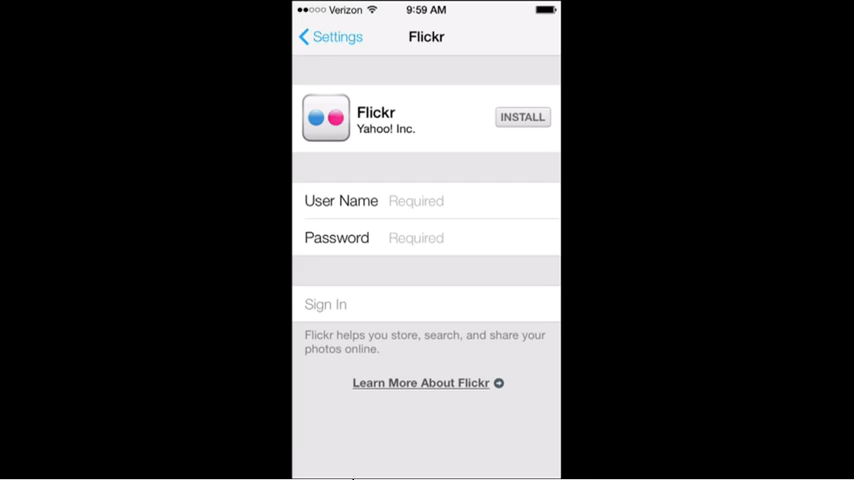 Verizon 9:59 AM
Settings Flickr
Flickr
Yahoo! Inc.
INSTALL
User Name Required
Password Required
Sign In
Flickr helps you store, search, and share your
photos online.
Learn More About Flickr